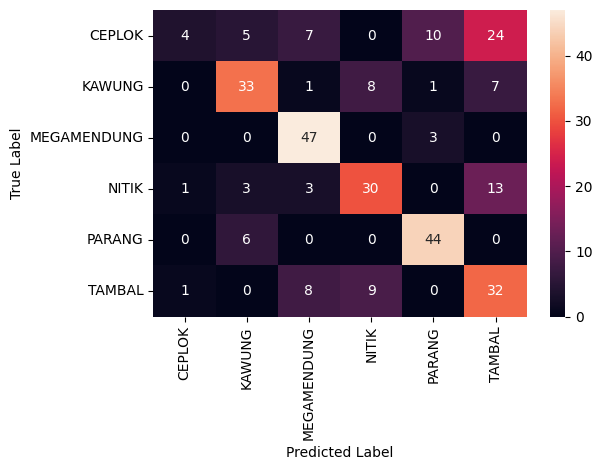 CEPLOK 4 5 7 0 10 24
KAWUNG 0 33 1 8 1 7
MEGAMENDUNG 0 0 47 0 3 0
NITIK 1 3 3 30 0 13
PARANG 0 6 0 0 44 0
TAMBAL 1 0 8 9 0 32
True Label
CEPLOK KAWUNG MEGAMENDUNG NITIK PARANG TAMBAL
Predicted Label
40
30
20
10
0